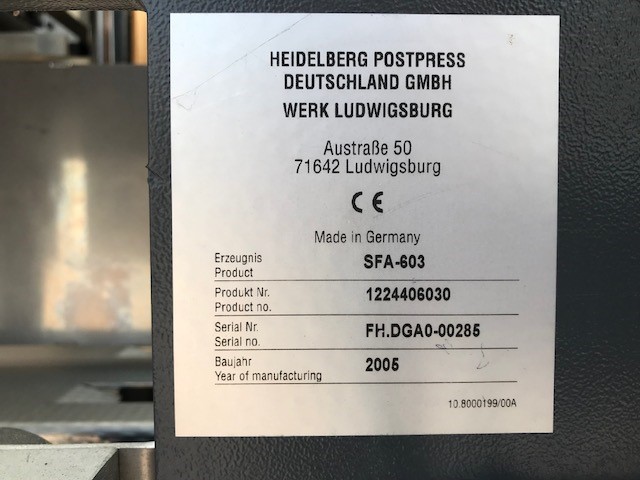 HEIDELBERG POSTPRESS
DEUTSCHLAND GMBH
WERK LUDWIGSBURG
Austraße 50
71642 Ludwigsburg
CE
Made in Germany
Erzeugnis
Product SFA-603
Produkt Nr.
Product no. 1224406030
Serial Nr.
Serial no. FH.DGA0-00285
Baujahr
Year of manufacturing 2005
10.8000199/00A